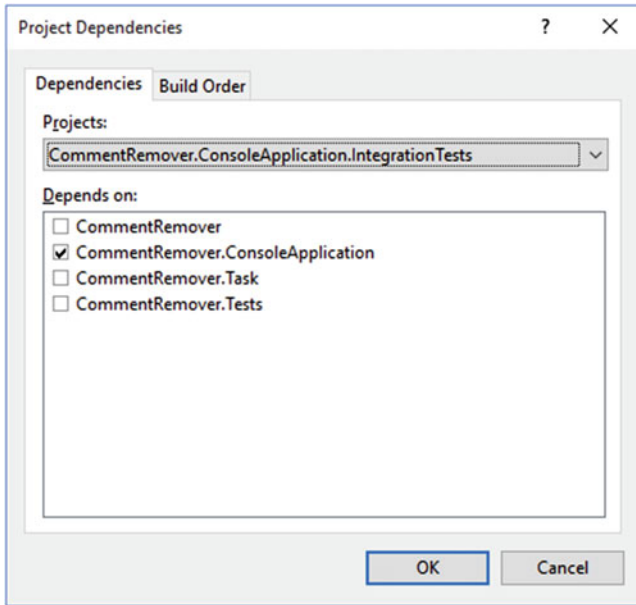 Project Dependencies ?
Dependencies Build Order
Projects:
CommentRemover.ConsoleApplication.IntegrationTests
Depends on:
CommentRemover
CommentRemover.ConsoleApplication
CommentRemover.Task
CommentRemover.Tests
OK Cancel